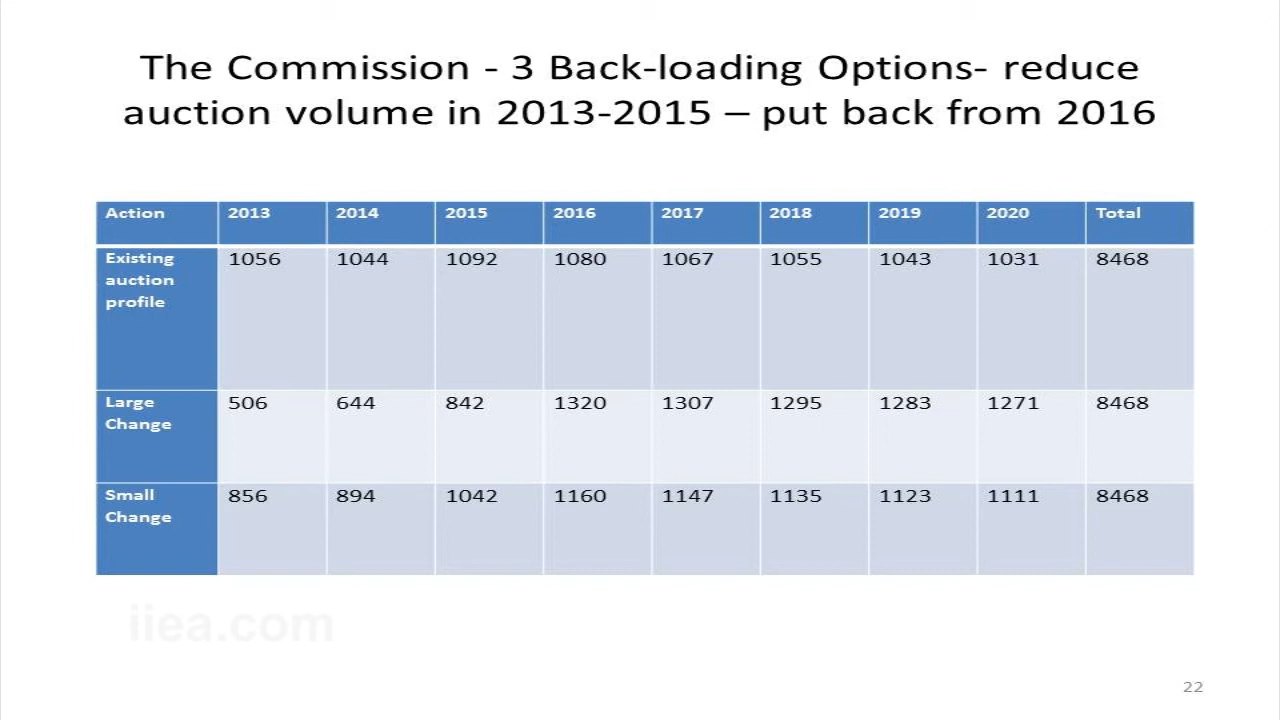 The Commission - 3 Back-loading Options- reduce
auction volume in 2013-2015 – put back from 2016
Action 2013 2014 2015 2016 2017 2018 2019 2020 Total
Existing auction profile 1056 1044 1092 1080 1067 1055 1043 1031 8468
Large Change 506 644 842 1320 1307 1295 1283 1271 8468
Small Change 856 894 1042 1160 1147 1135 1123 1111 8468
iiea.com
22